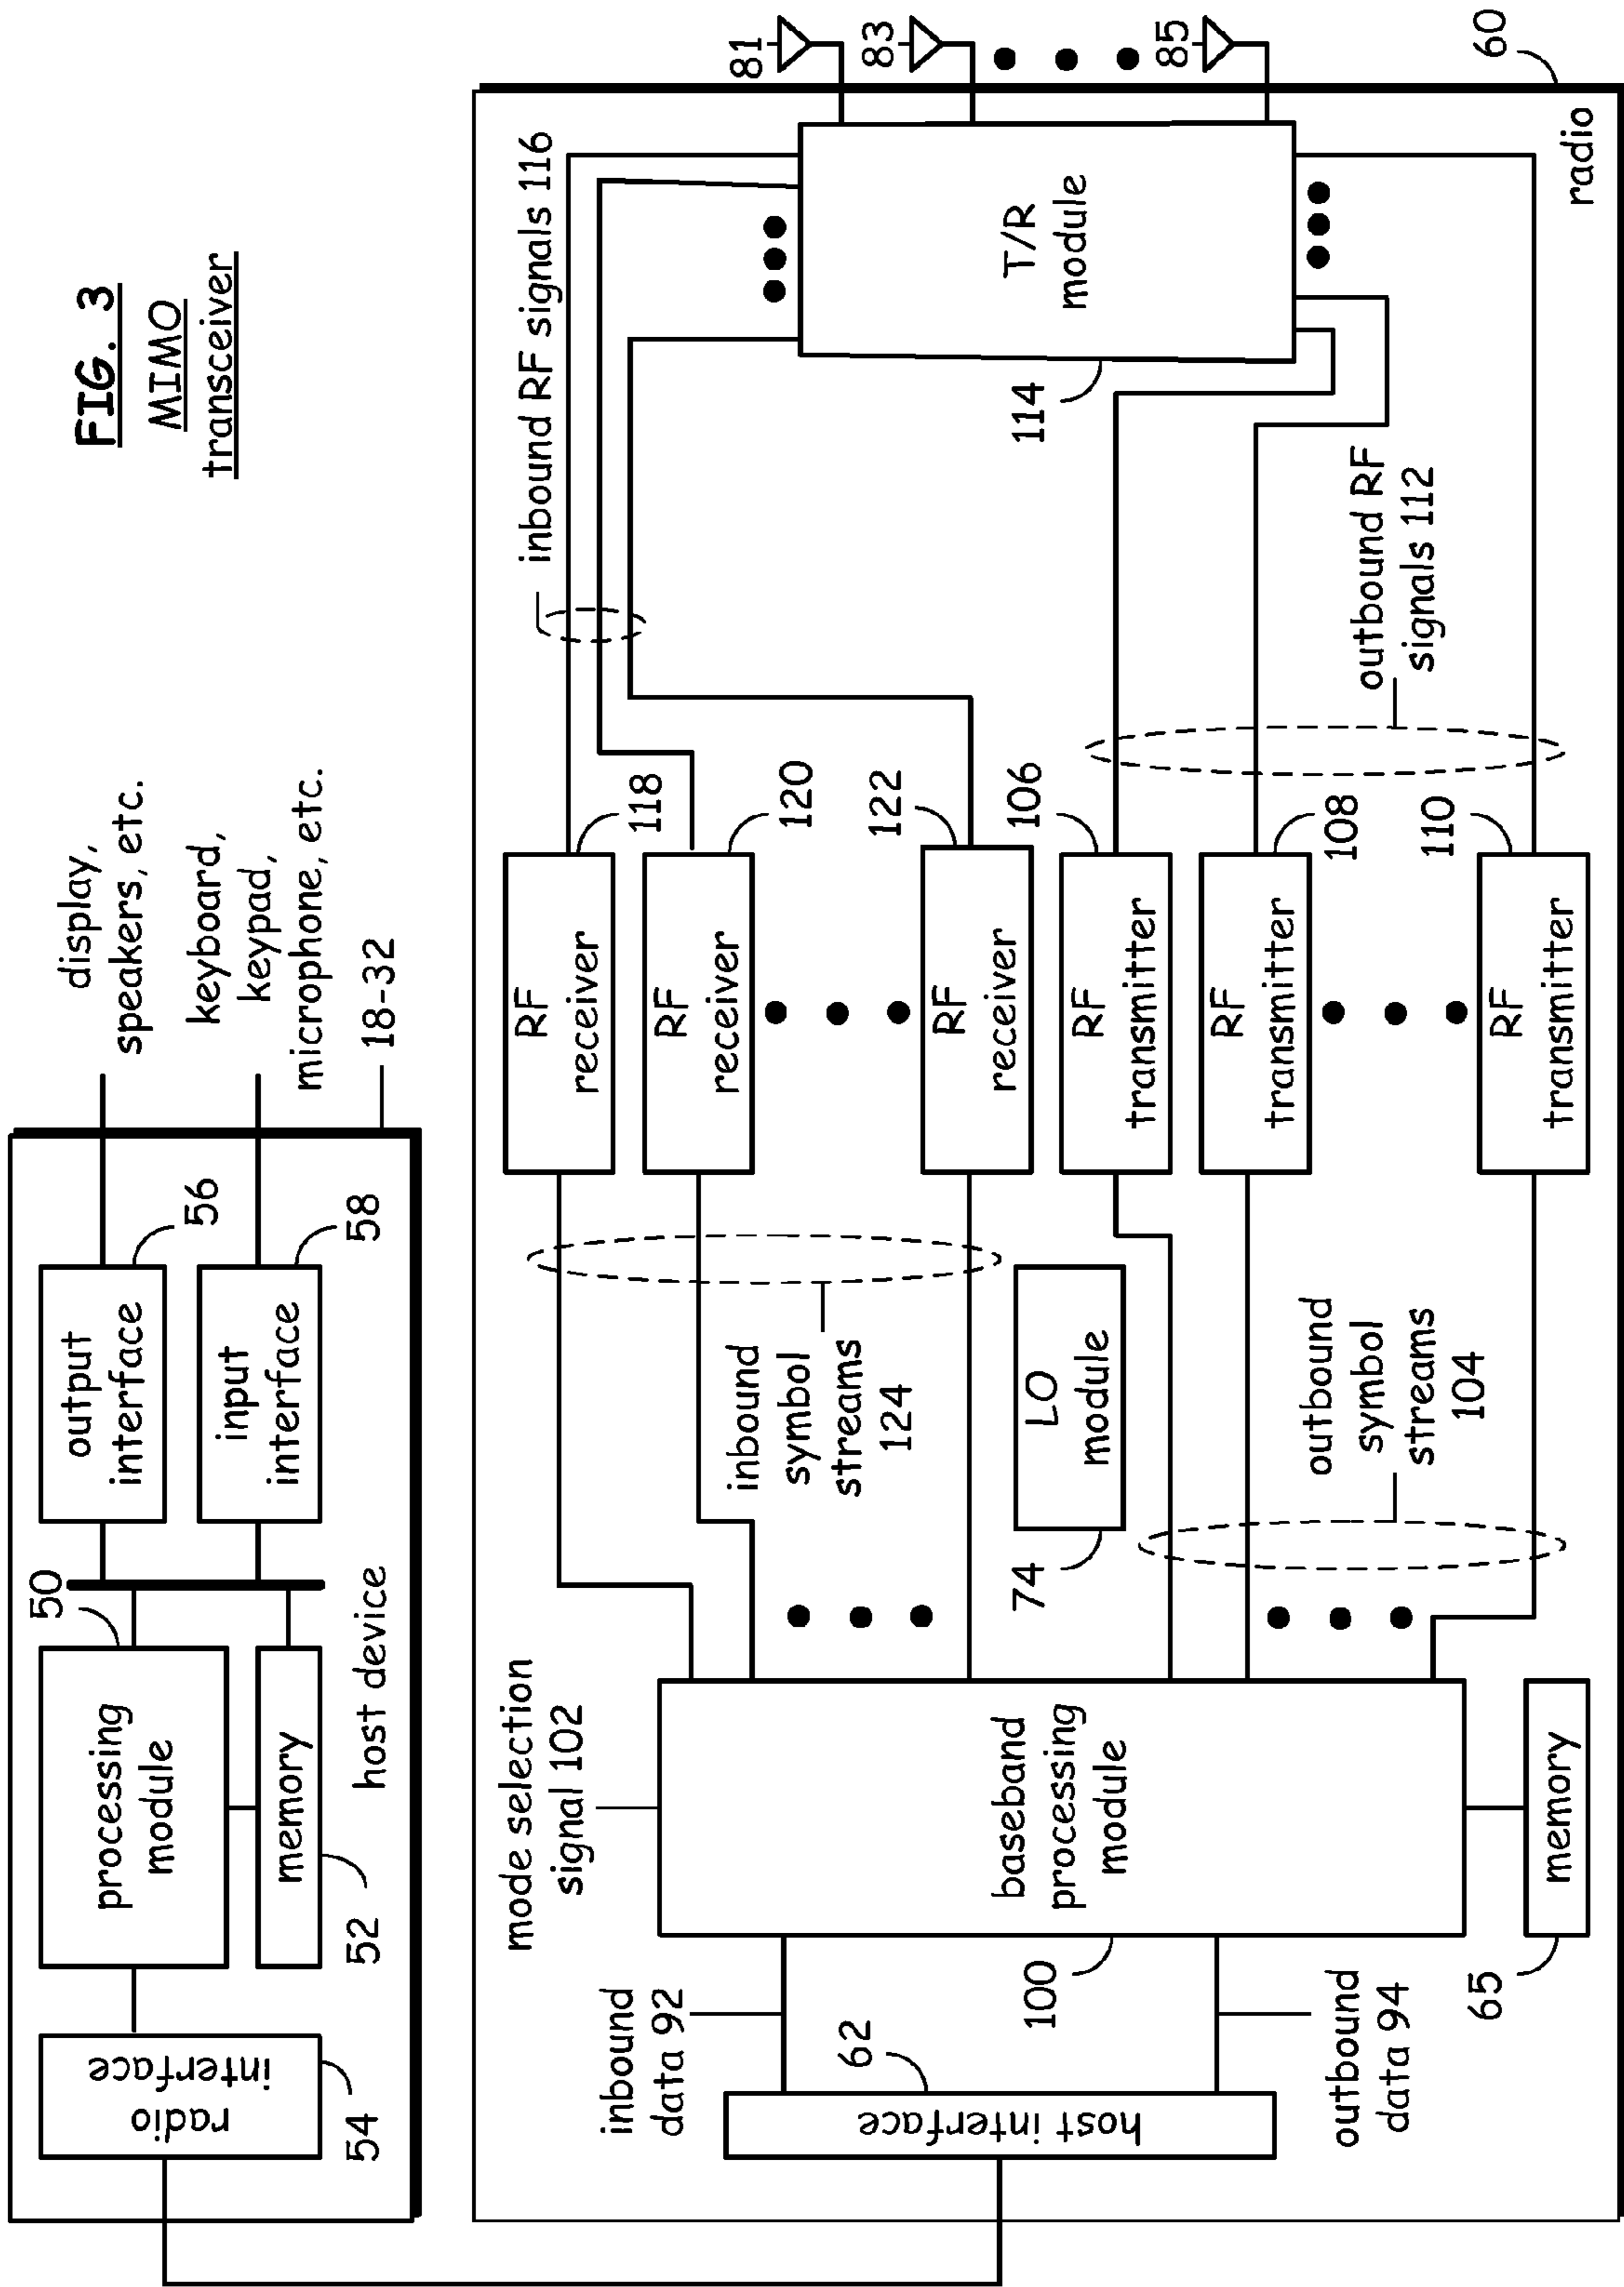 FIG. 3
MIMO
transceiver
display,
speakers, etc.
keyboard,
keypad,
microphone, etc.
18-32
radio
interface
54
processing
module
50
memory
52
output
interface
56
input
interface
58
host device
mode selection
signal 102
inbound
data 92
62
host interface
100
outbound
data 94
baseband
processing
module
65
memory
inbound
symbol
streams
124
LO
module
74
outbound
symbol
streams
104
RF
receiver
118
RF
receiver
120
RF
receiver
122
RF
transmitter
106
RF
transmitter
108
RF
transmitter
110
inbound RF signals 116
outbound RF
signals 112
T/R
module
114
81
83
85
60
radio